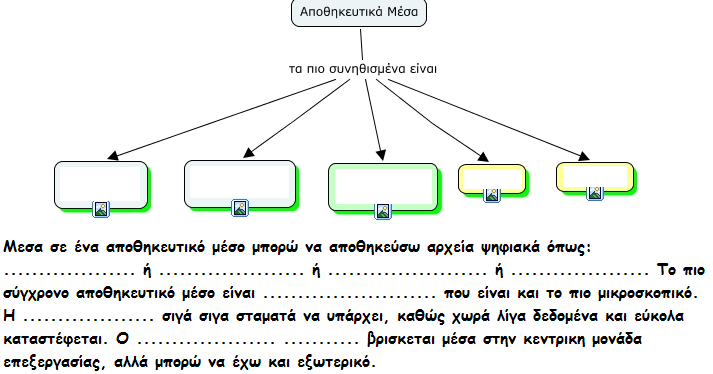 Αποθηκευτικά Μέσα
τα πιο συνηθισμένα είναι
Μεσα σε ένα αποθηκευτικό μέσο μπορώ να αποθηκεύσω αρχεία ψηφιακά όπως:
.................. ή .................... ή ...................... ή ................... Το πιο
σύγχρονο αποθηκευτικό μέσο είναι ........................ που είναι και το πιο μικροσκοπικό.
Η .................. σιγά σιγα σταματά να υπάρχει, καθώς χωρά λίγα δεδομένα και εύκολα
καταστέφεται. Ο ................... ........... βρισκεται μέσα στην κεντρικη μονάδα
επεξεργασίας, αλλά μπορώ να έχω και εξωτερικό.